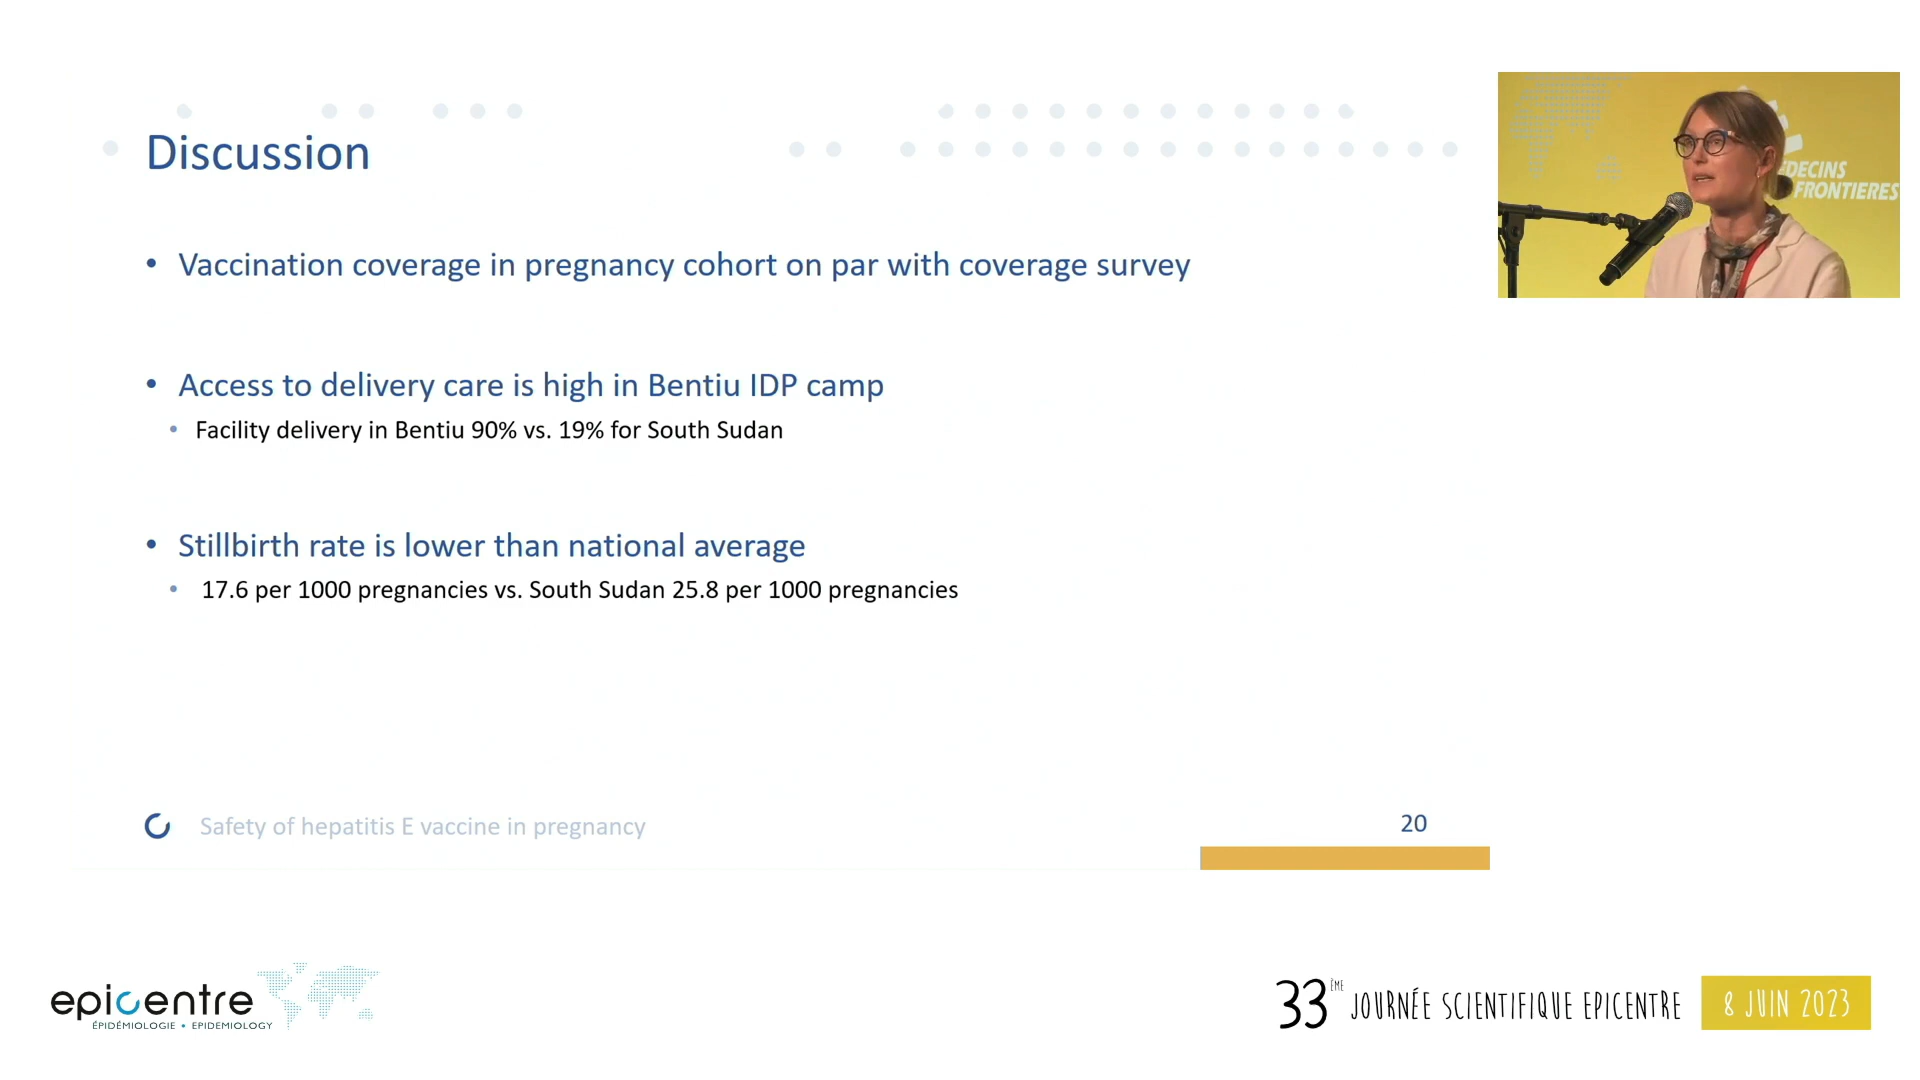 Discussion
• Vaccination coverage in pregnancy cohort on par with coverage survey
• Access to delivery care is high in Bentiu IDP camp
• Facility delivery in Bentiu 90% vs. 19% for South Sudan
• Stillbirth rate is lower than national average
• 17.6 per 1000 pregnancies vs. South Sudan 25.8 per 1000 pregnancies
Safety of hepatitis E vaccine in pregnancy
20
DECINS
FRONTIERES
epicentre
ÉPIDÉMIOLOGIE • EPIDEMIOLOGY
33ÈME JOURNÉE SCIENTIFIQUE EPICENTRE
8 JUIN 2023